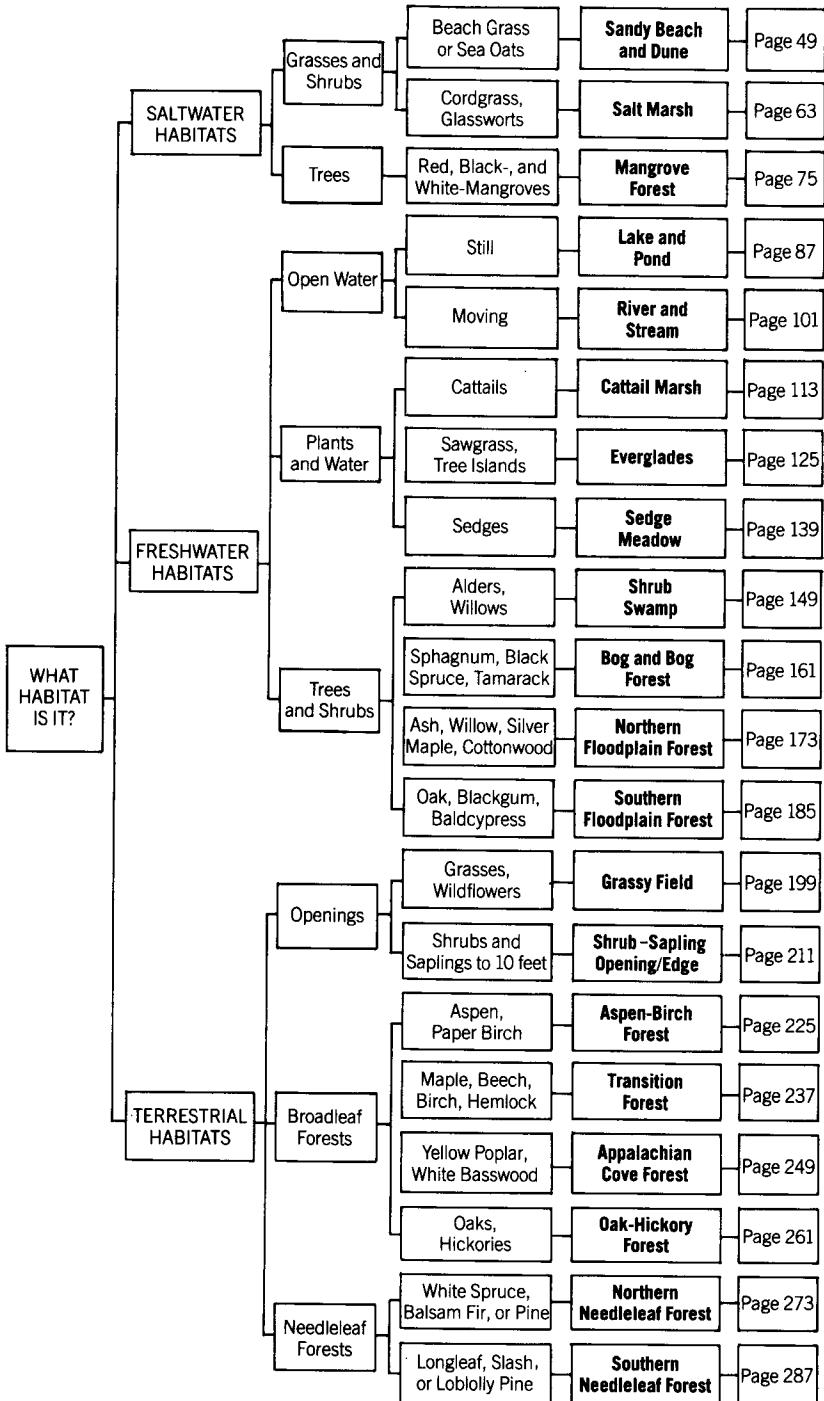 WHAT
HABITAT
IS IT?
SALTWATER
HABITATS
Grasses and
Shrubs
Beach Grass
or Sea Oats
Sandy Beach
and Dune
Page 49
Cordgrass,
Glassworts
Salt Marsh
Page 63
Trees
Red, Black-, and
White-Mangroves
Mangrove
Forest
Page 75
FRESHWATER
HABITATS
Open Water
Still
Lake and
Pond
Page 87
Moving
River and
Stream
Page 101
Plants
and Water
Cattails
Cattail Marsh
Page 113
Sawgrass,
Tree Islands
Everglades
Page 125
Sedges
Sedge
Meadow
Page 139
Trees
and Shrubs
Alders,
Willows
Shrub
Swamp
Page 149
Sphagnum, Black
Spruce, Tamarack
Bog and Bog
Forest
Page 161
Ash, Willow, Silver
Maple, Cottonwood
Northern
Floodplain Forest
Page 173
Oak, Blackgum,
Baldcypress
Southern
Floodplain Forest
Page 185
TERRESTRIAL
HABITATS
Openings
Grasses,
Wildflowers
Grassy Field
Page 199
Shrubs and
Saplings to 10 feet
Shrub-Sapling
Opening/Edge
Page 211
Broadleaf
Forests
Aspen,
Paper Birch
Aspen-Birch
Forest
Page 225
Maple, Beech,
Birch, Hemlock
Transition
Forest
Page 237
Yellow Poplar,
White Basswood
Appalachian
Cove Forest
Page 249
Oaks,
Hickories
Oak-Hickory
Forest
Page 261
Needleleaf
Forests
White Spruce,
Balsam Fir, or Pine
Northern
Needleleaf Forest
Page 273
Longleaf, Slash,
or Loblolly Pine
Southern
Needleleaf Forest
Page 287